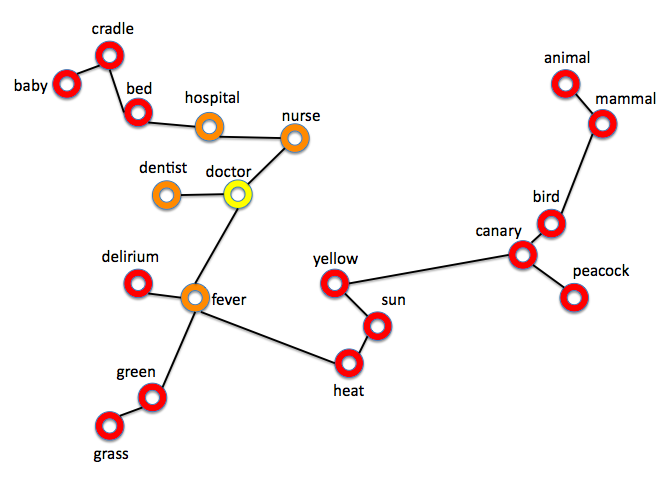 cradle
baby
bed
hospital
nurse
dentist
doctor
delirium
fever
green
grass
yellow
sun
heat
animal
mammal
bird
canary
peacock